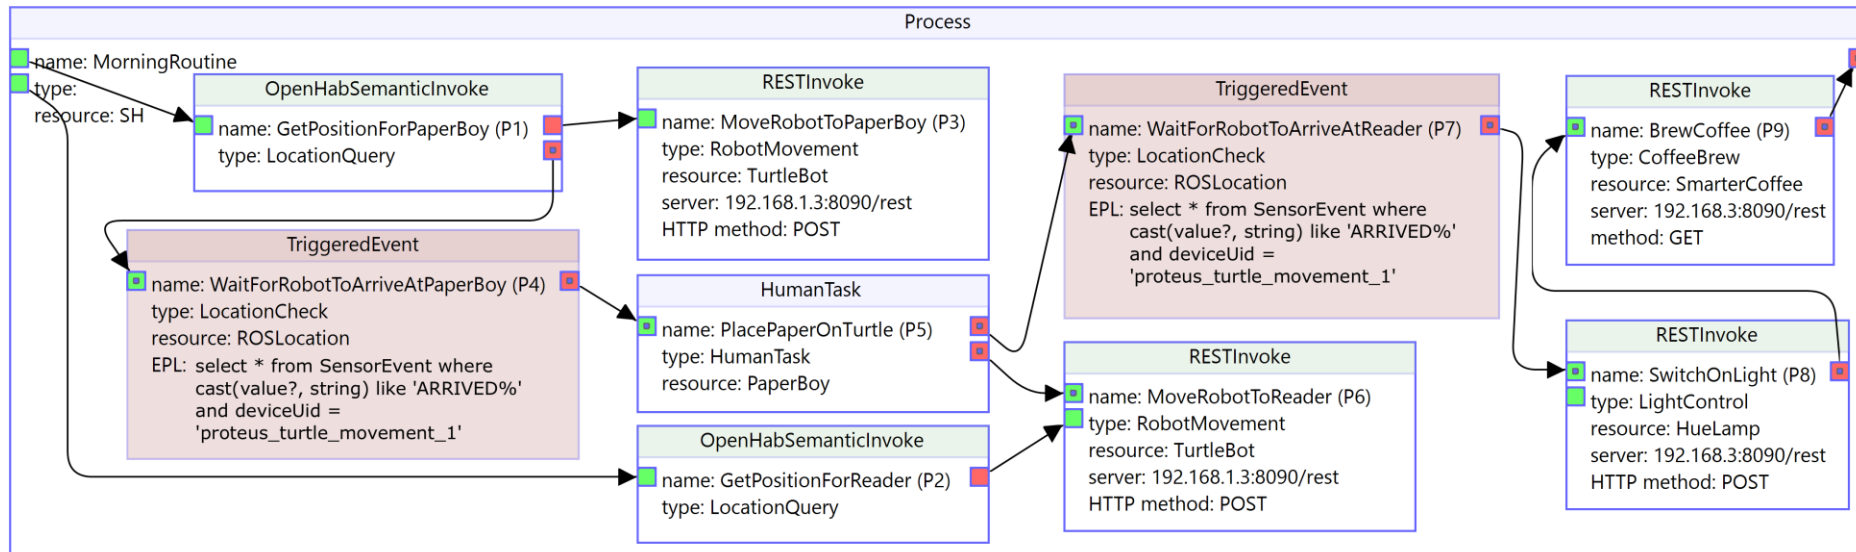 Process
name: MorningRoutine
type:
resource: SH
OpenHabSemanticInvoke
name: GetPositionForPaperBoy (P1)
type: LocationQuery
RESTInvoke
name: MoveRobotToPaperBoy (P3)
type: RobotMovement
resource: TurtleBot
server: 192.168.1.3:8090/rest
HTTP method: POST
TriggeredEvent
name: WaitForRobotToArriveAtReader (P7)
type: LocationCheck
resource: ROSLocation
EPL: select * from SensorEvent where
cast(value?, string) like 'ARRIVED%'
and deviceUid =
'proteus_turtle_movement_1'
RESTInvoke
name: BrewCoffee (P9)
type: CoffeeBrew
resource: SmarterCoffee
server: 192.168.3:8090/rest
method: GET
TriggeredEvent
name: WaitForRobotToArriveAtPaperBoy (P4)
type: LocationCheck
resource: ROSLocation
EPL: select * from SensorEvent where
cast(value?, string) like 'ARRIVED%'
and deviceUid =
'proteus_turtle_movement_1'
HumanTask
name: PlacePaperOnTurtle (P5)
type: HumanTask
resource: PaperBoy
OpenHabSemanticInvoke
name: GetPositionForReader (P2)
type: LocationQuery
RESTInvoke
name: MoveRobotToReader (P6)
type: RobotMovement
resource: TurtleBot
server: 192.168.1.3:8090/rest
HTTP method: POST
RESTInvoke
name: SwitchOnLight (P8)
type: LightControl
resource: HueLamp
server: 192.168.3:8090/rest
HTTP method: POST